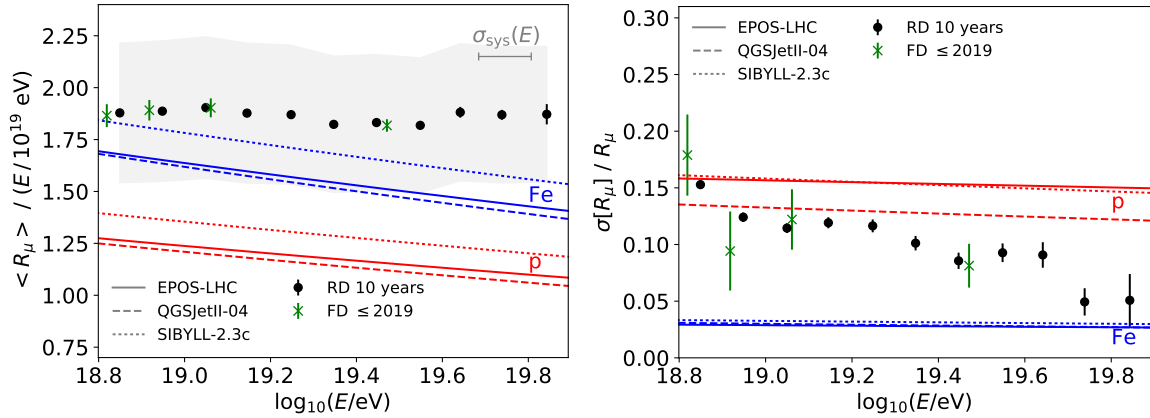 2.25
2.00
1.75
1.50
1.25
1.00
0.75
< R_μ > / (E / 10^19 eV)
σ_sys(E)
Fe
p
EPOS-LHC
QGSJetII-04
SIBYLL-2.3c
RD 10 years
FD ≤ 2019
18.8 19.0 19.2 19.4 19.6 19.8
log_10(E/eV)
0.30
0.25
0.20
0.15
0.10
0.05
0.00
σ[R_μ] / R_μ
EPOS-LHC
QGSJetII-04
SIBYLL-2.3c
RD 10 years
FD ≤ 2019
p
Fe
18.8 19.0 19.2 19.4 19.6 19.8
log_10(E/eV)